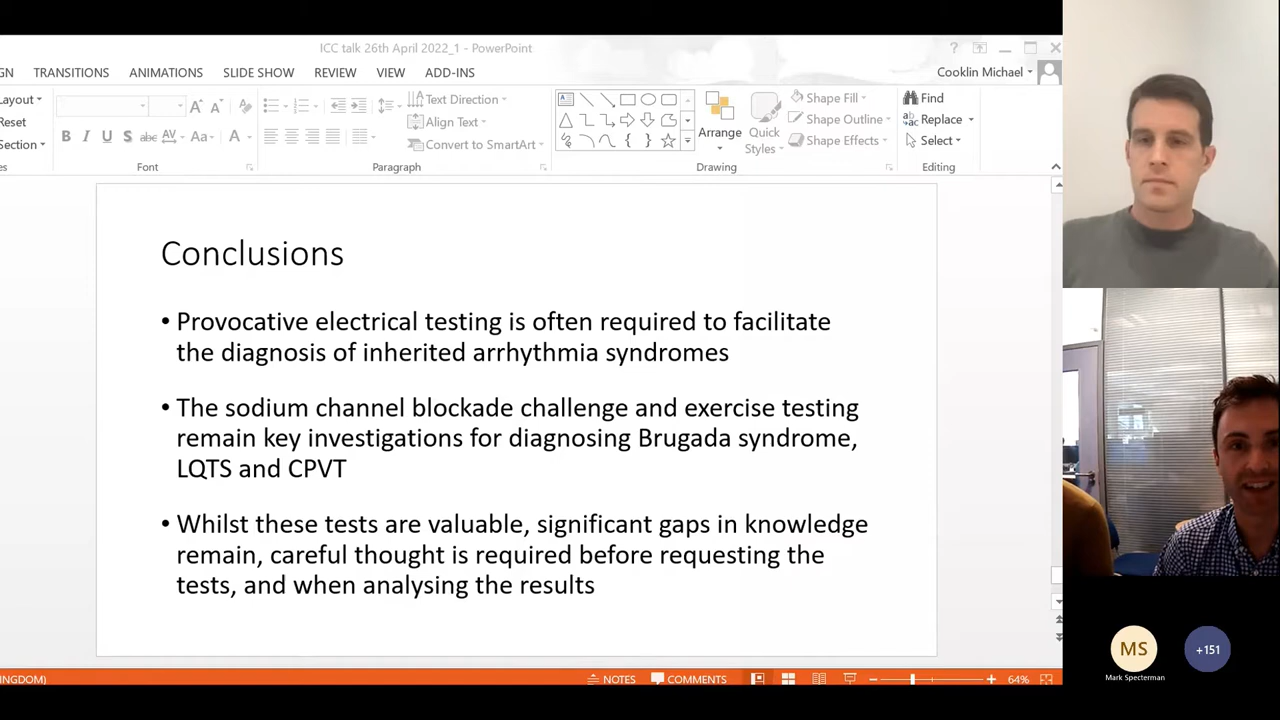 ICC talk 26th April 2022_1 - PowerPoint
?
GN TRANSITIONS ANIMATIONS SLIDE SHOW REVIEW VIEW ADD-INS
Cooklin Michael
Layout
Reset
Section
B I U S abc AV Aa A
Font
Text Direction
Align Text
Convert to SmartArt
Paragraph
Arrange
Quick
Styles
Shape Fill
Shape Outline
Shape Effects
Drawing
Find
Replace
Select
Editing
Conclusions
• Provocative electrical testing is often required to facilitate
the diagnosis of inherited arrhythmia syndromes
• The sodium channel blockade challenge and exercise testing
remain key investigations for diagnosing Brugada syndrome,
LQTS and CPVT
• Whilst these tests are valuable, significant gaps in knowledge
remain, careful thought is required before requesting the
tests, and when analysing the results
NGDOM) NOTES COMMENTS 64%
MS
Mark Specterman
+151